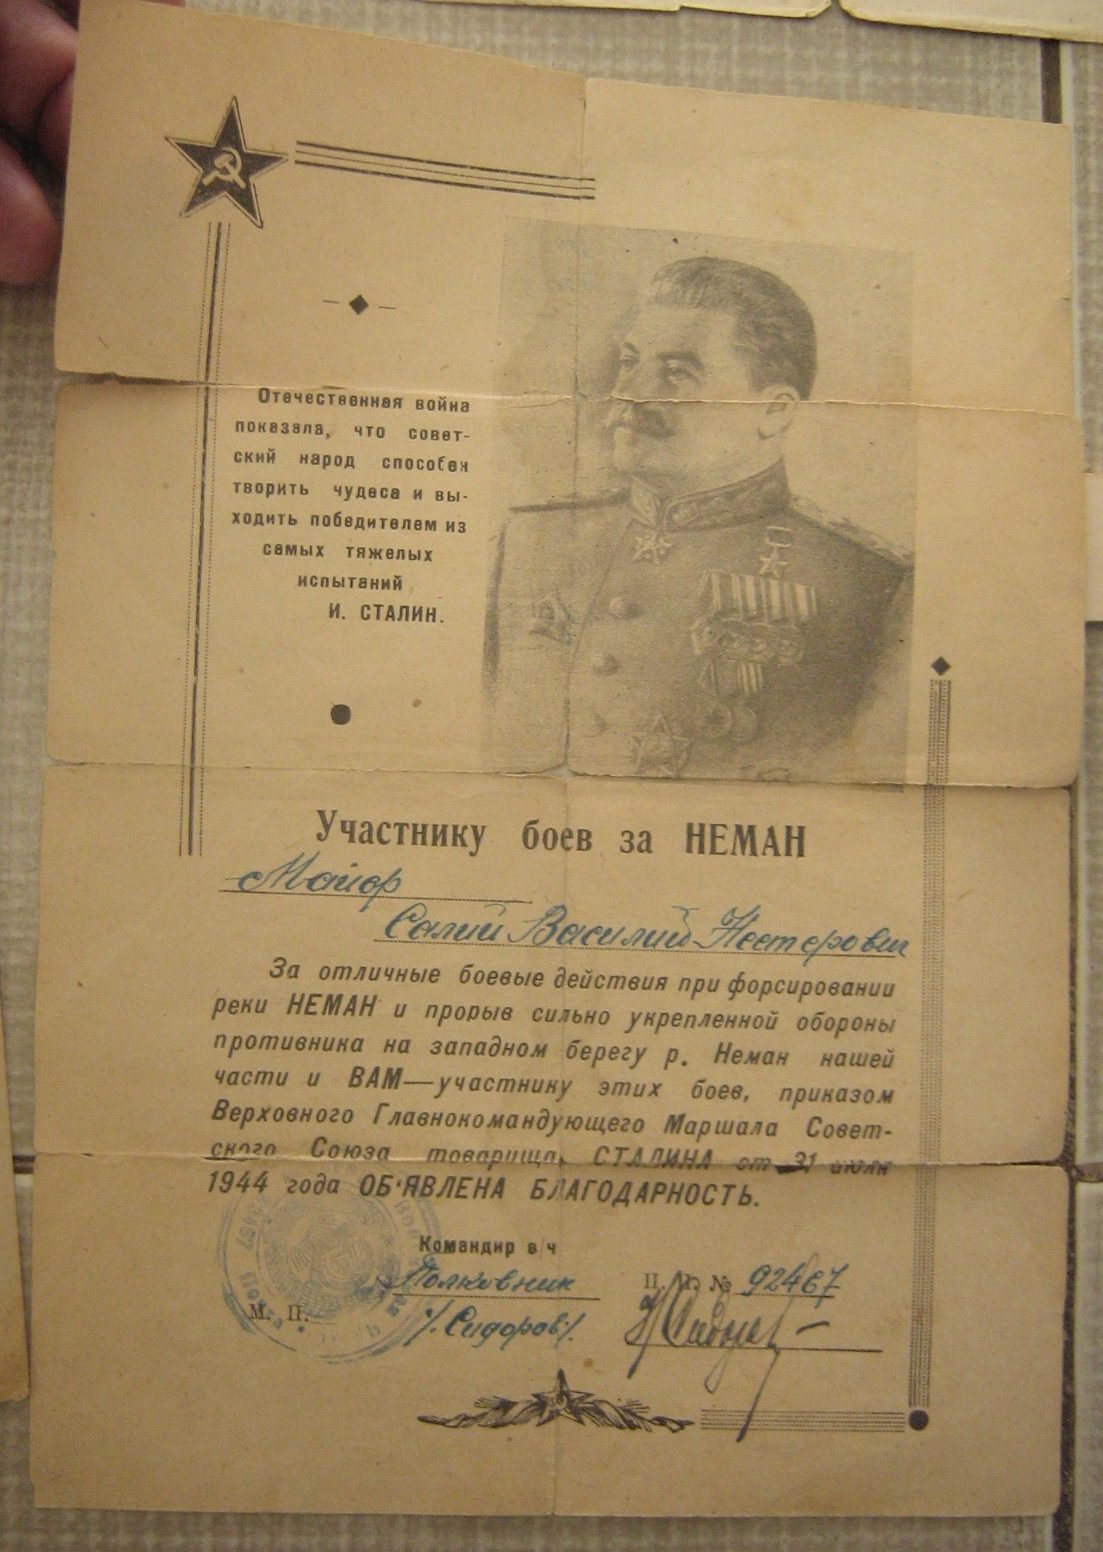 Отечественная война
показала, что совет-
ский народ способен
творить чудеса и вы-
ходить победителем из
самых тяжелых
испытаний
И. СТАЛИН.
Участнику боев за НЕМАН
Майор
Салий Василий Нестерович
За отличные боевые действия при форсировании
реки НЕМАН и прорыв сильно укрепленной обороны
противника на западном берегу р. Неман нашей
части и ВАМ—участнику этих боев, приказом
Верховного Главнокомандующего Маршала Совет-
ского Союза товарища СТАЛИНА от 31 июля
1944 года ОБ'ЯВЛЕНА БЛАГОДАРНОСТЬ.
Командир в/ч
Полковник П. П. № 92467
М. П. /.Сидоров./